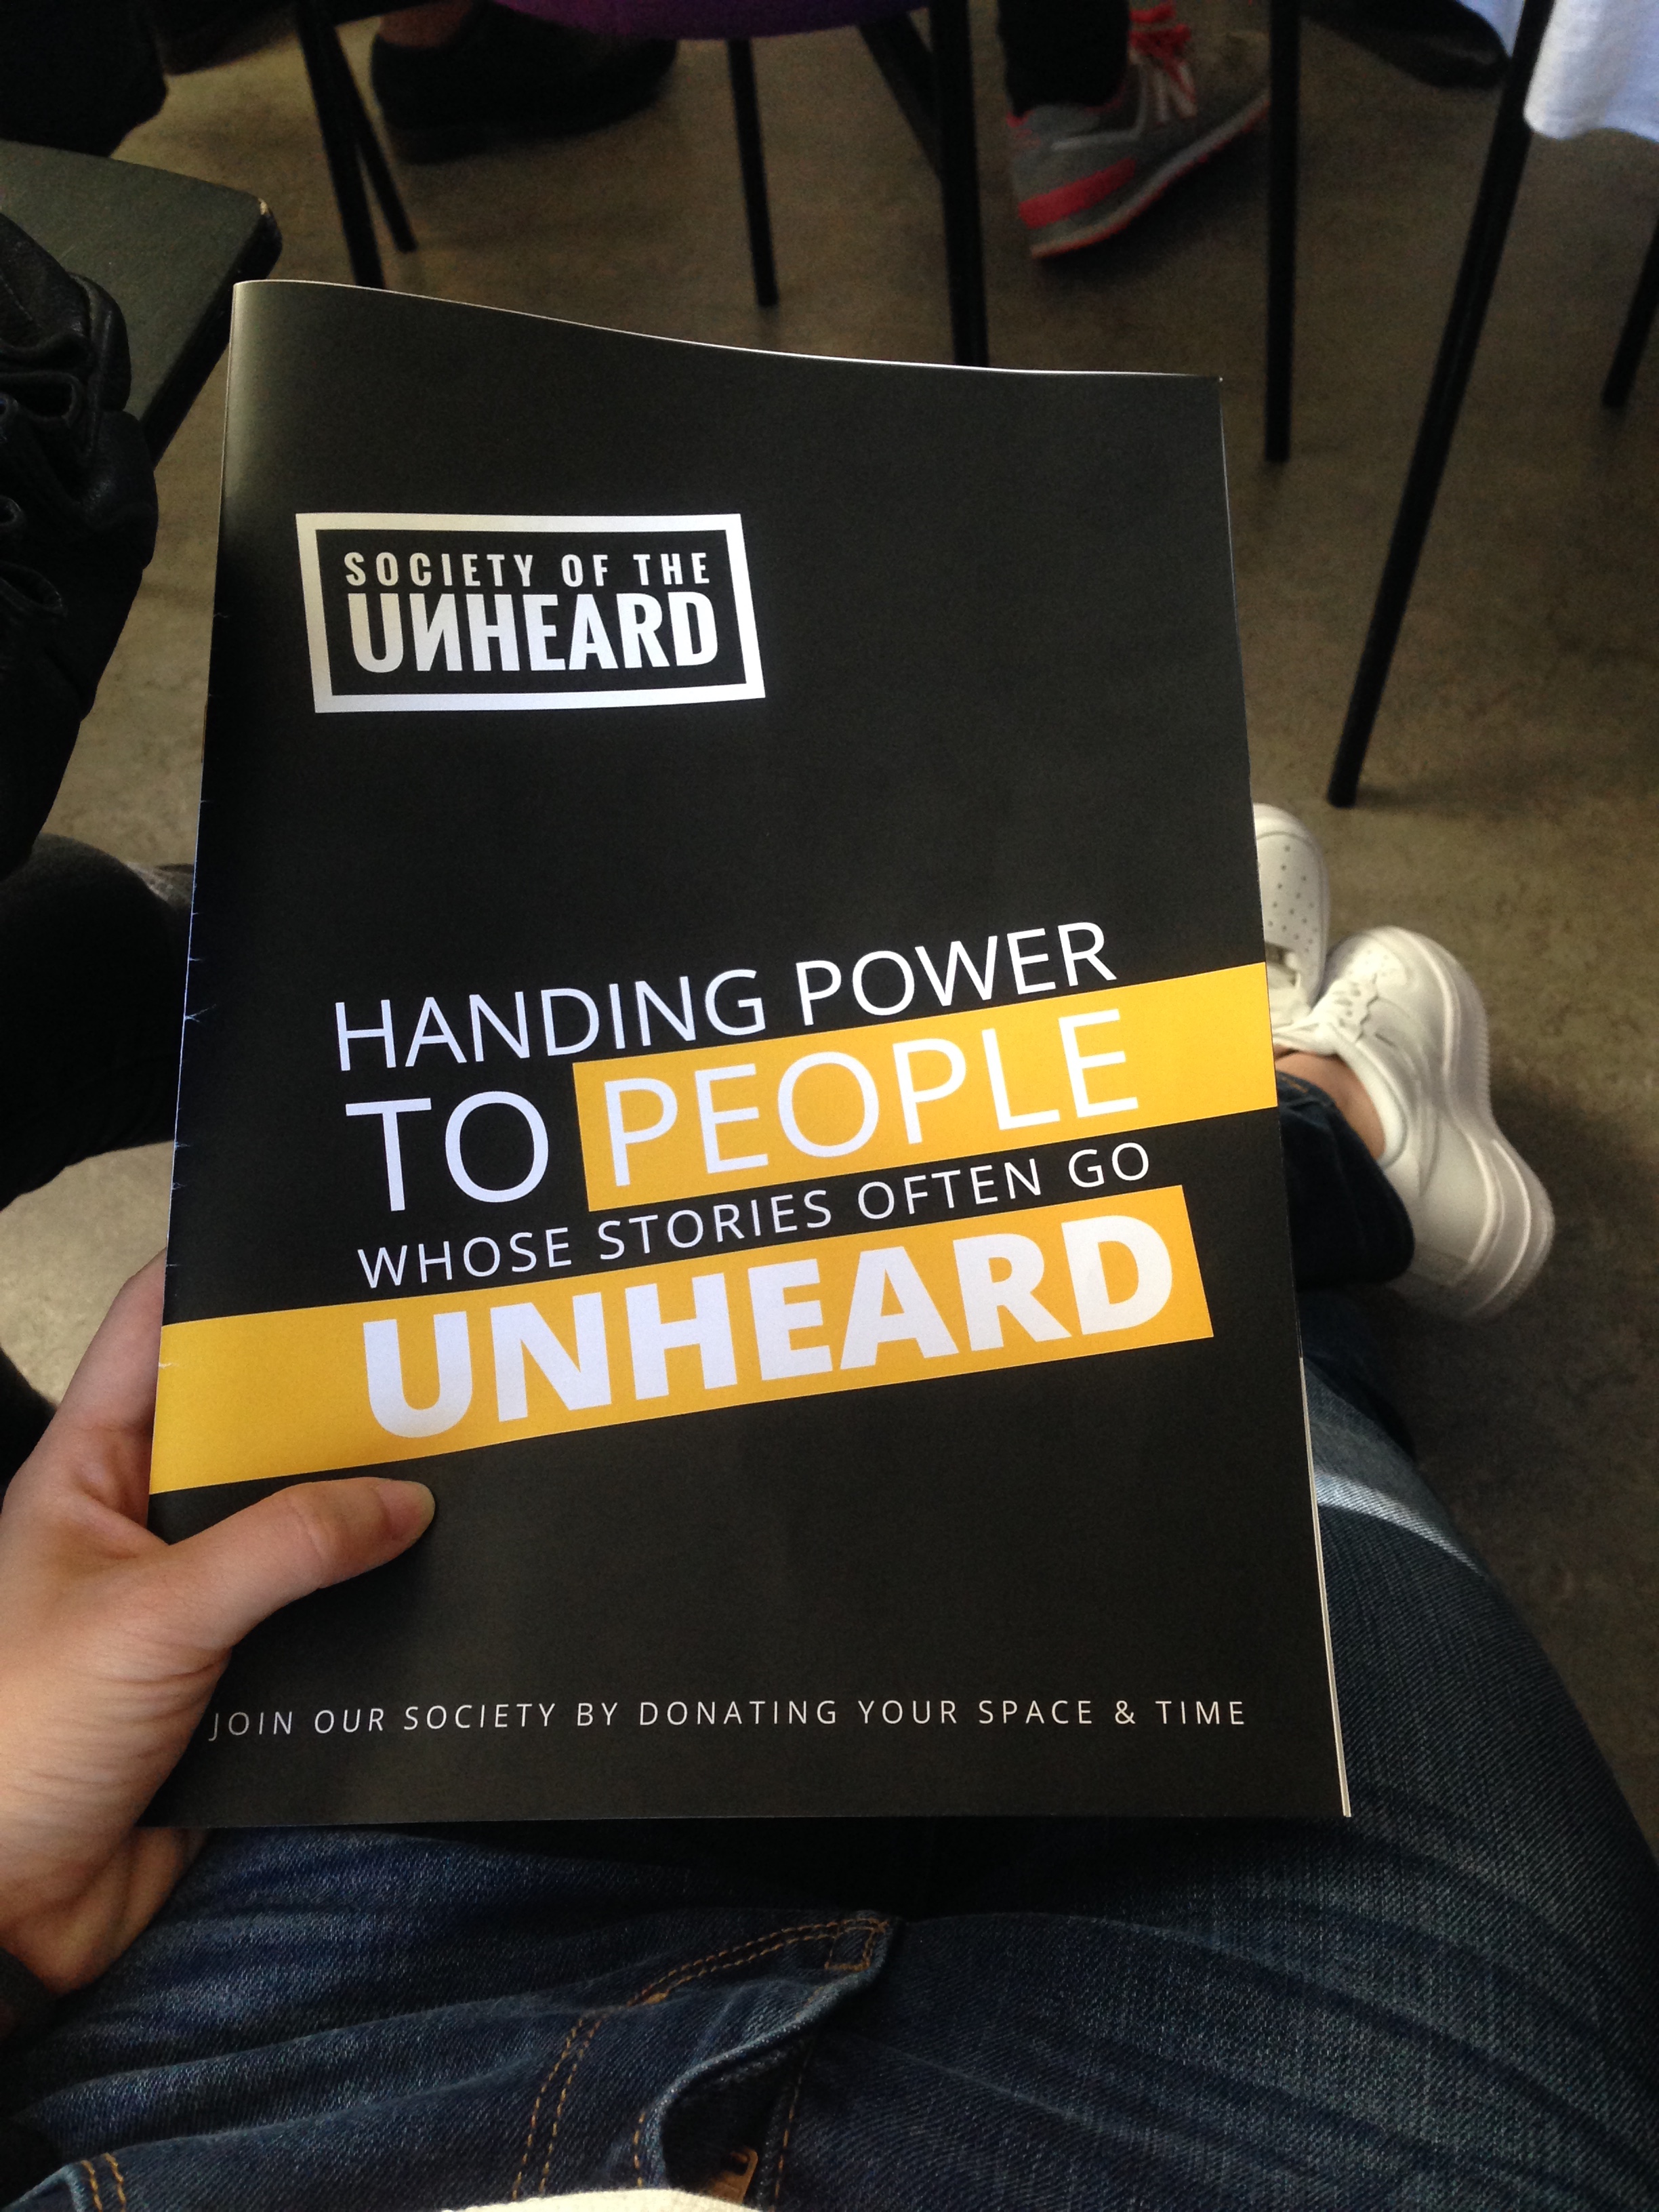 SOCIETY OF THE
UИHEARD
HANDING POWER
TO PEOPLE
WHOSE STORIES OFTEN GO
UNHEARD
JOIN OUR SOCIETY BY DONATING YOUR SPACE & TIME